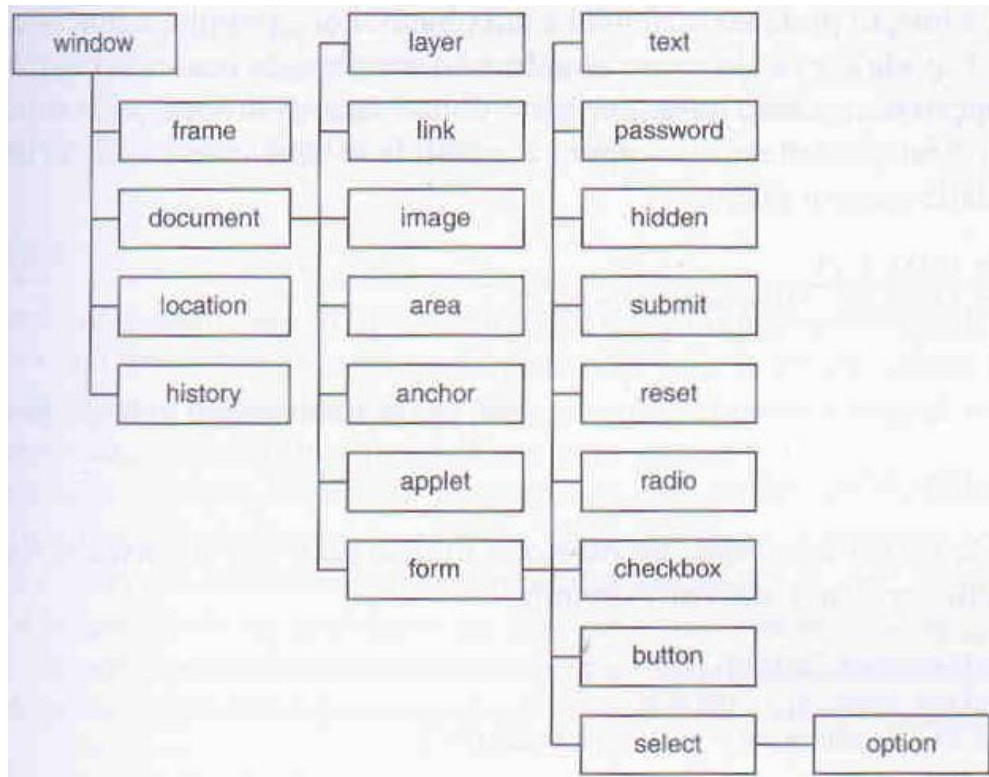 window
layer
text
frame
link
password
document
image
hidden
location
area
submit
history
anchor
reset
applet
radio
form
checkbox
button
select
option